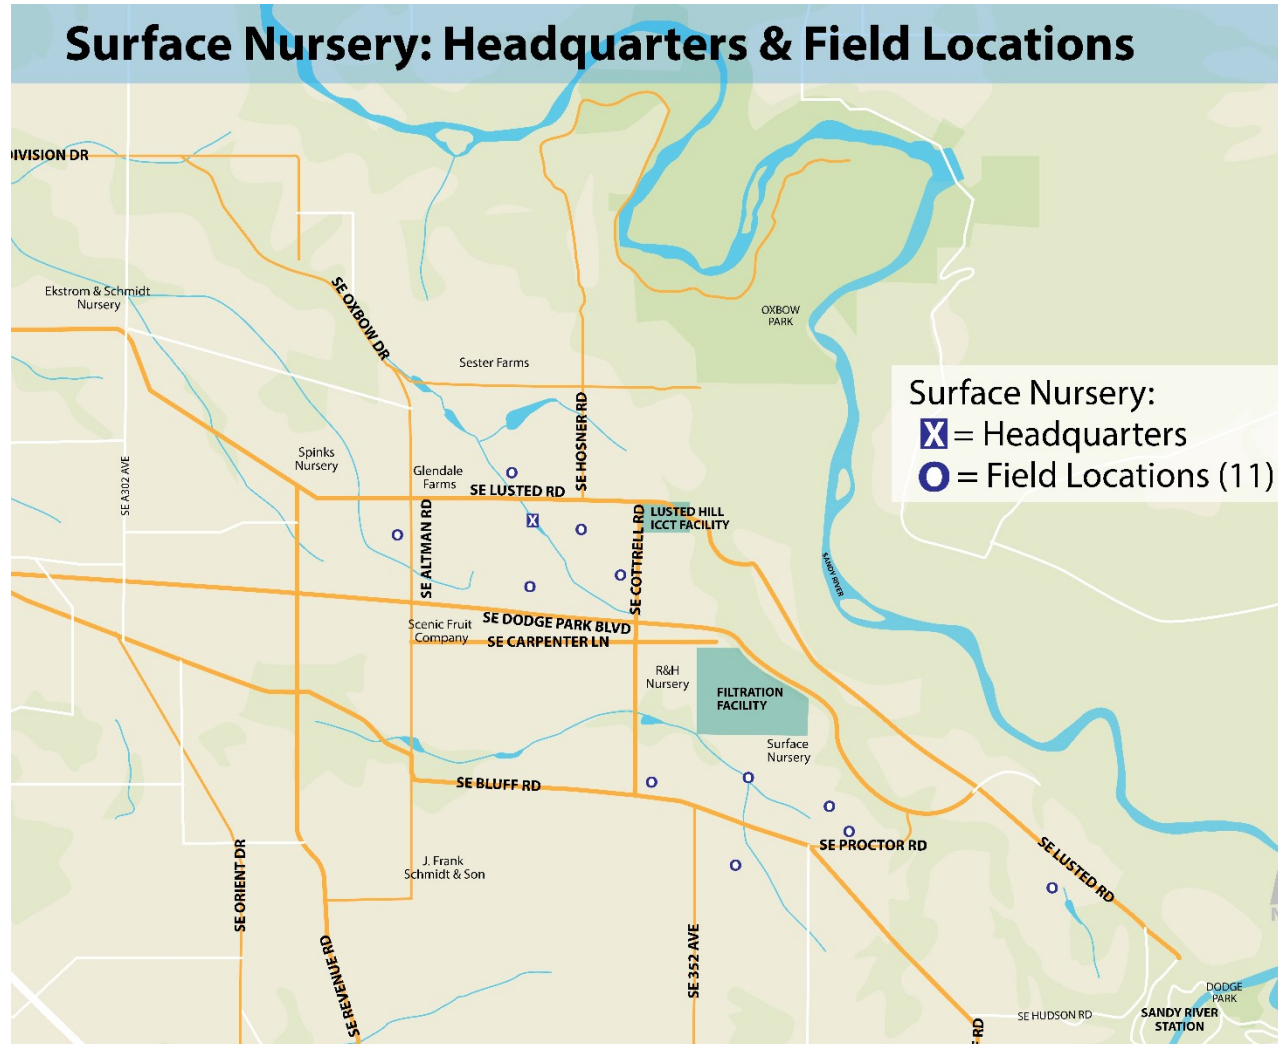 Surface Nursery: Headquarters & Field Locations
DIVISION DR
Ekstrom & Schmidt
Nursery
SE OXBOW DR
OXBOW
PARK
Sester Farms
Surface Nursery:
X = Headquarters
O = Field Locations (11)
SE HOSNER RD
Spinks
Nursery
Glendale
Farms
SE A302 AVE
SE LUSTED RD
SE ALTMAN RD
X
SE COTTRELL RD
LUSTED HILL
ICCT FACILITY
SANDY RIVER
Scenic Fruit
Company
SE DODGE PARK BLVD
SE CARPENTER LN
R&H
Nursery
FILTRATION
FACILITY
Surface
Nursery
SE BLUFF RD
SE PROCTOR RD
J. Frank
Schmidt & Son
SE ORIENT DR
SE LUSTED RD
SE REVENUE RD
SE 352 AVE
DODGE
PARK
SE HUDSON RD
SANDY RIVER
STATION
F RD